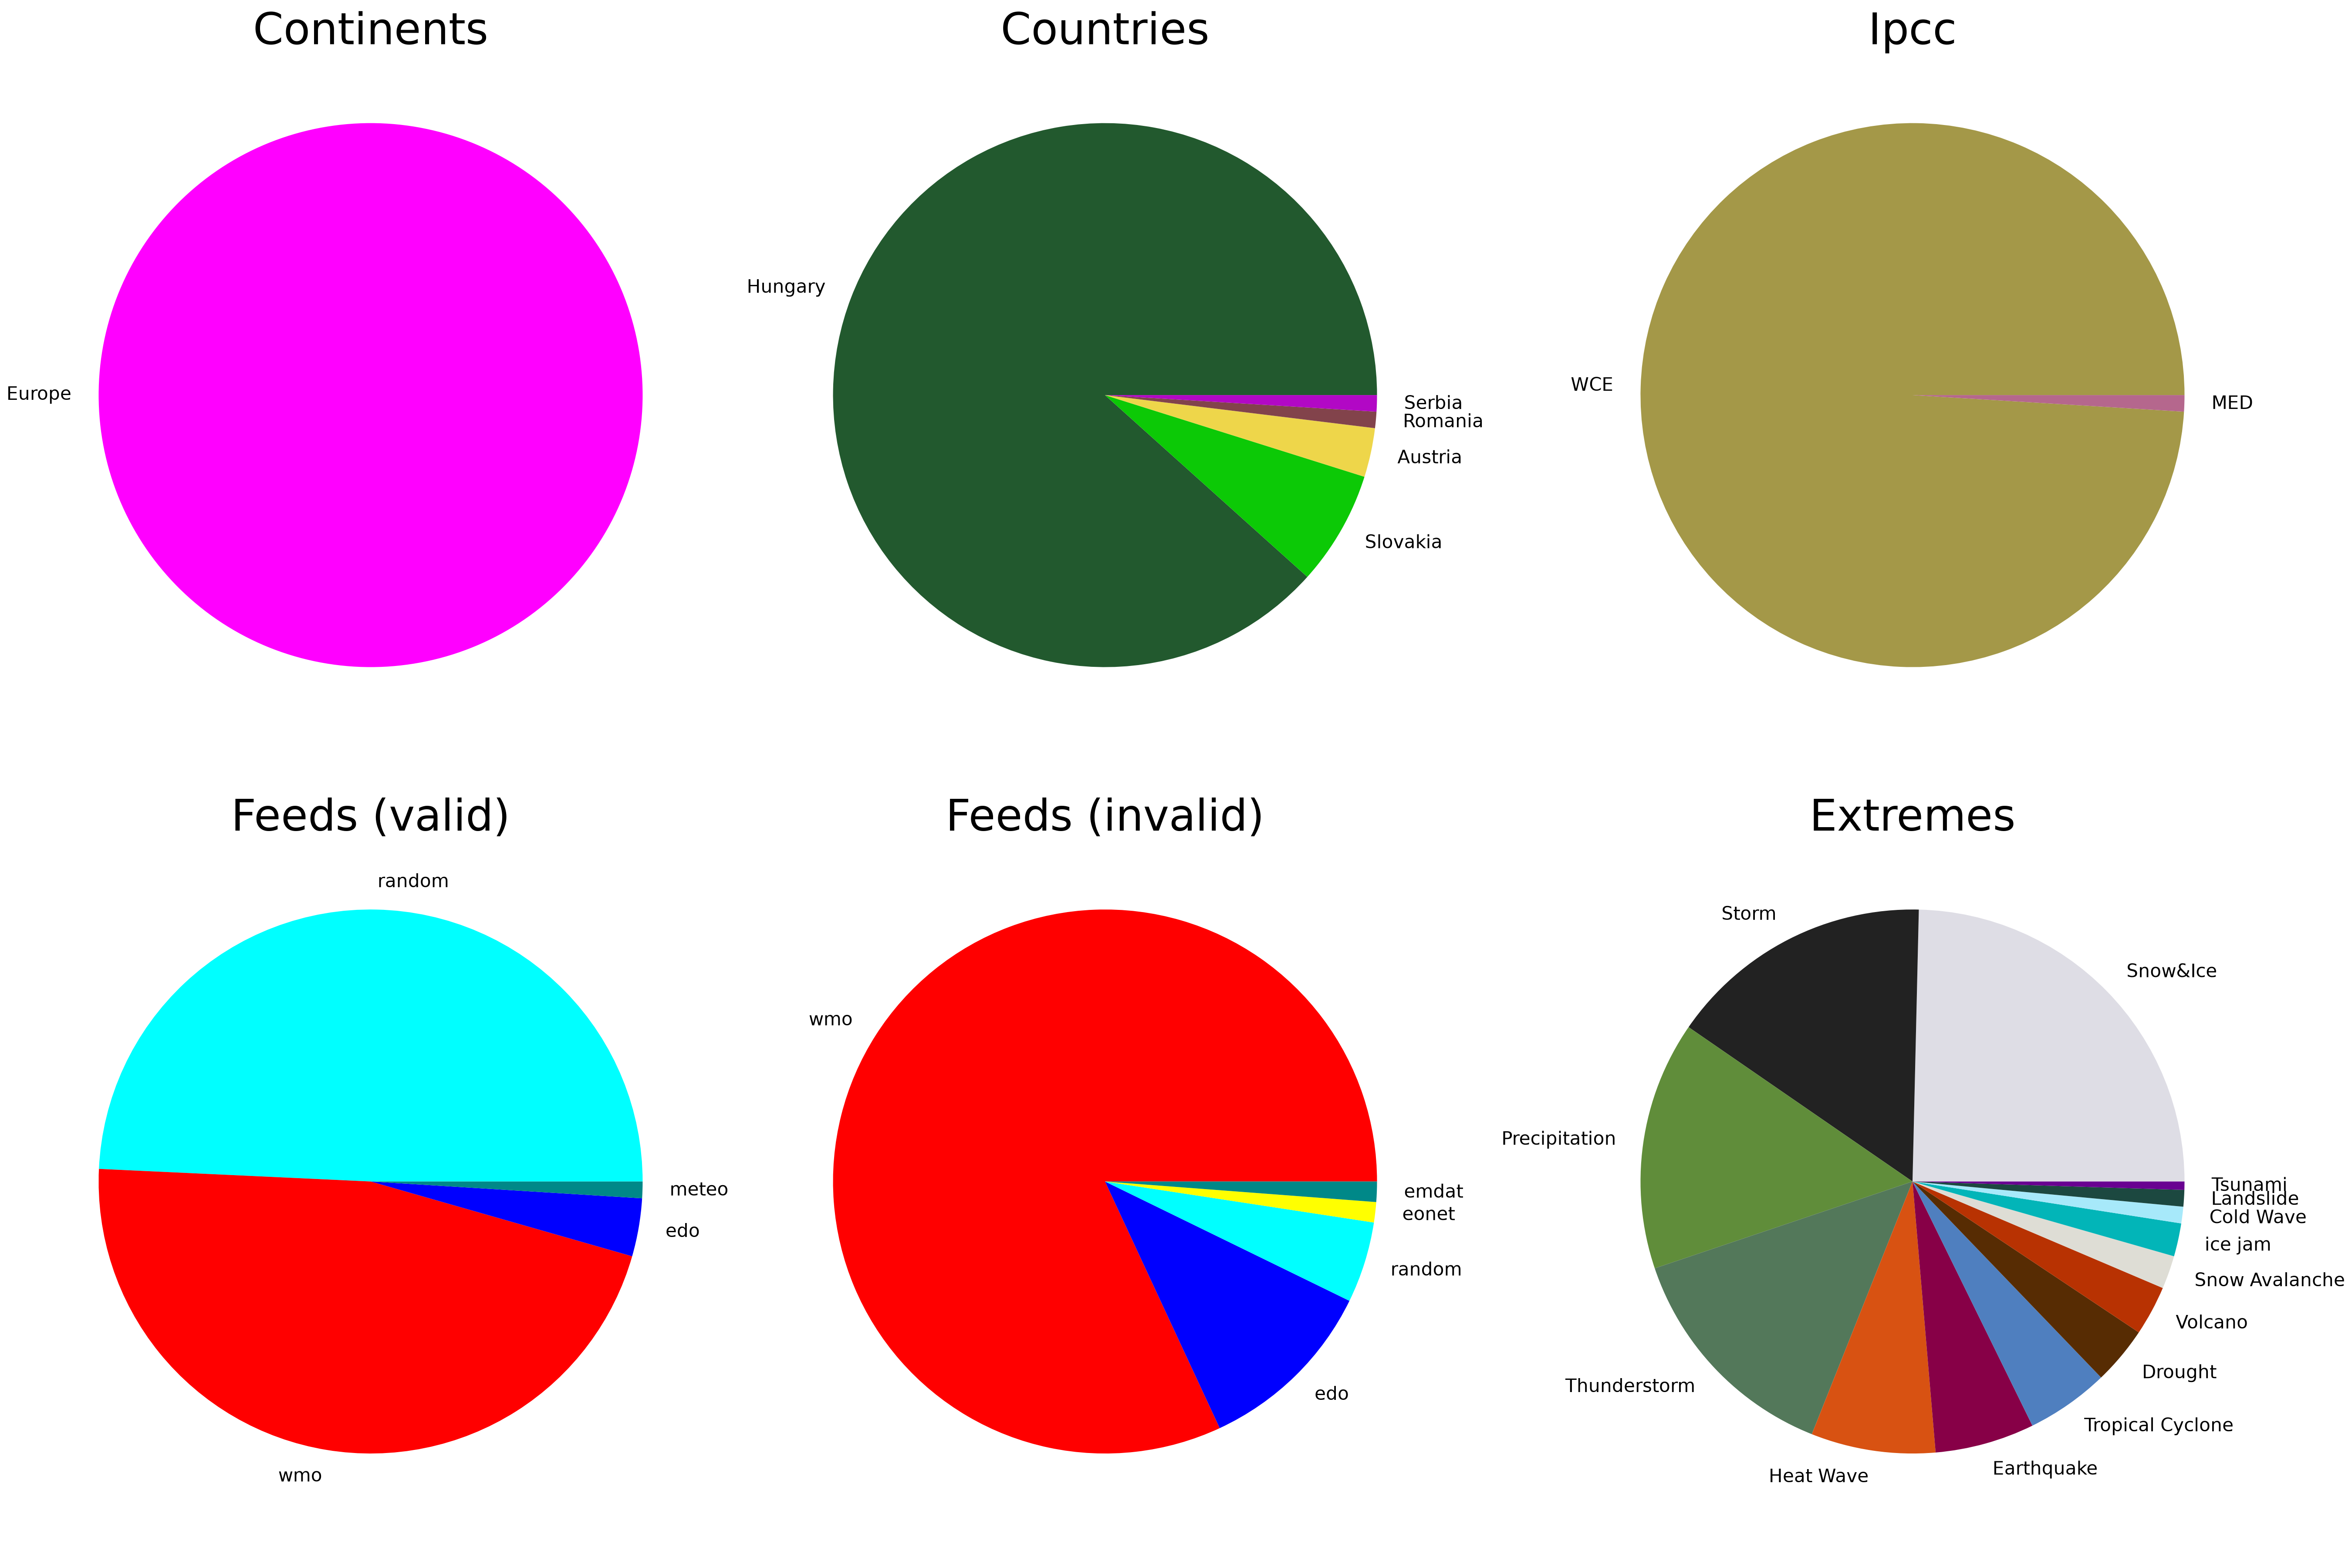 Continents
Europe
Countries
Hungary
Serbia
Romania
Austria
Slovakia
Ipcc
WCE
MED
Feeds (valid)
random
meteo
edo
wmo
Feeds (invalid)
wmo
emdat
eonet
random
edo
Extremes
Storm
Snow&Ice
Precipitation
Tsunami
Landslide
Cold Wave
ice jam
Snow Avalanche
Volcano
Drought
Thunderstorm
Tropical Cyclone
Heat Wave
Earthquake